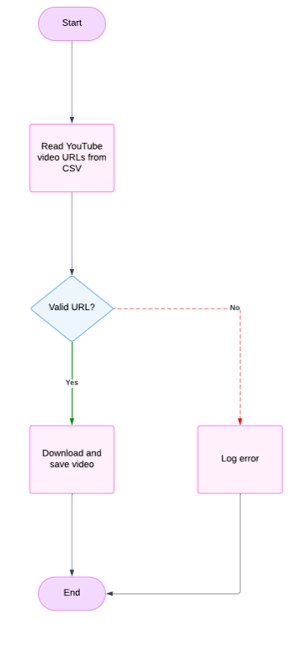 Start
Read YouTube
video URLs from
CSV
Valid URL?
No
Yes
Download and
save video
Log error
End